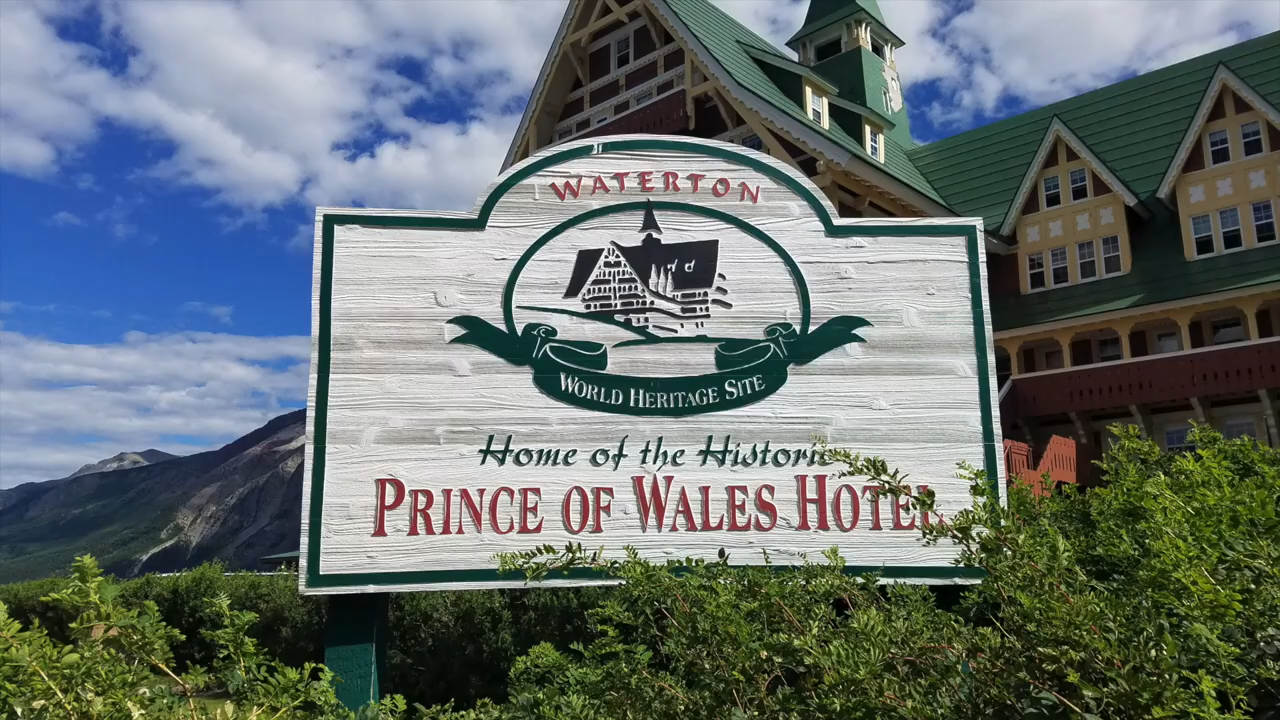 WATERTON
WORLD HERITAGE SITE
Home of the Historic
PRINCE OF WALES HOTEL